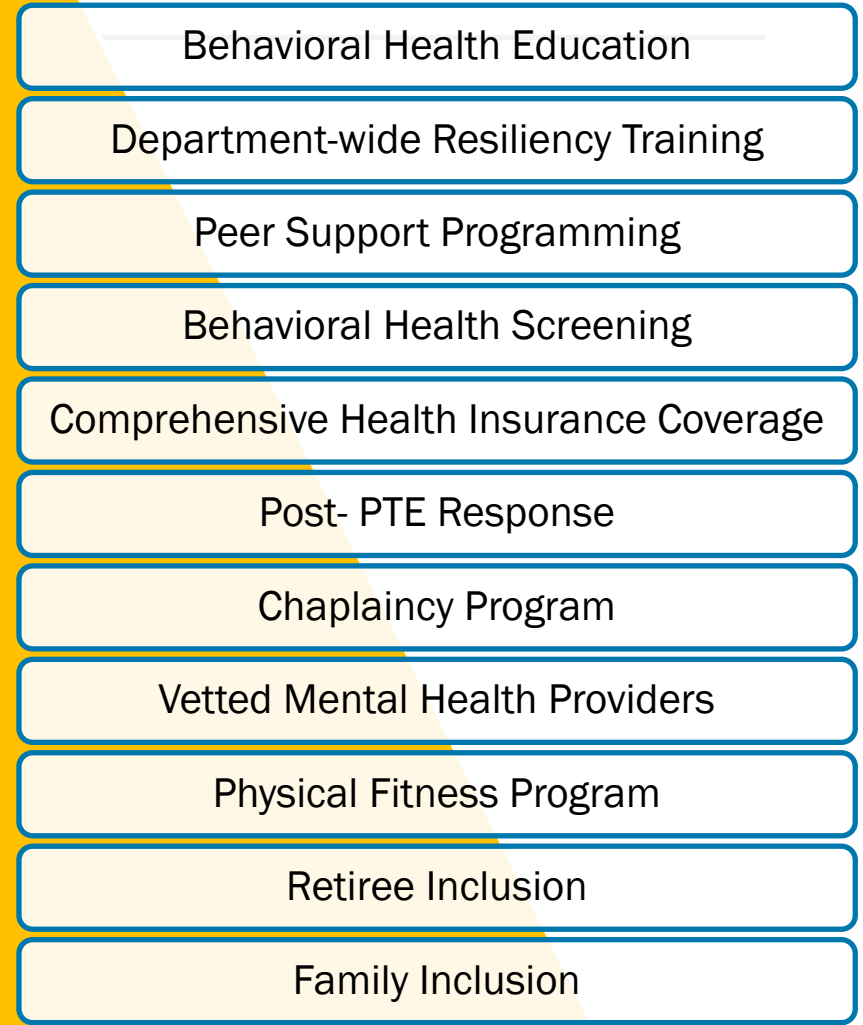 Behavioral Health Education
Department-wide Resiliency Training
Peer Support Programming
Behavioral Health Screening
Comprehensive Health Insurance Coverage
Post- PTE Response
Chaplaincy Program
Vetted Mental Health Providers
Physical Fitness Program
Retiree Inclusion
Family Inclusion